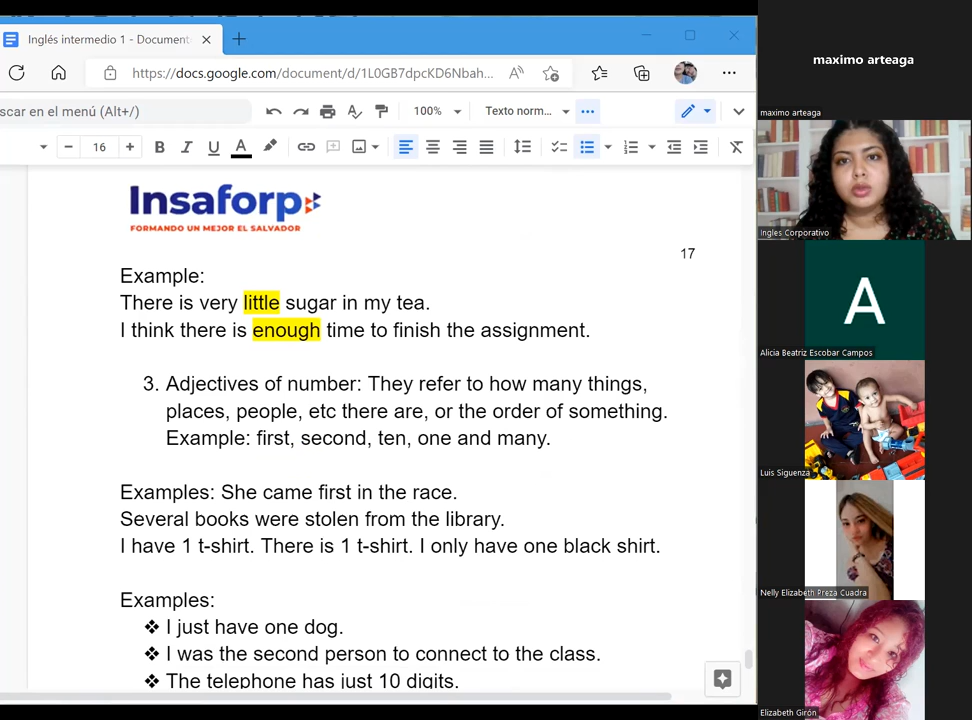 Inglés intermedio 1 - Document
https://docs.google.com/document/d/1L0GB7dpcKD6Nbah...
scar en el menú (Alt+/)
100%
Texto norm...
16
B I U A
Insaforp
FORMANDO UN MEJOR EL SALVADOR
17
Example:
There is very little sugar in my tea.
I think there is enough time to finish the assignment.
3. Adjectives of number: They refer to how many things,
places, people, etc there are, or the order of something.
Example: first, second, ten, one and many.
Examples: She came first in the race.
Several books were stolen from the library.
I have 1 t-shirt. There is 1 t-shirt. I only have one black shirt.
Examples:
❖ I just have one dog.
❖ I was the second person to connect to the class.
❖ The telephone has just 10 digits.
maximo arteaga
maximo arteaga
Ingles Corporativo
A
Alicia Beatriz Escobar Campos
Luis Siguenza
Nelly Elizabeth Preza Cuadra
Elizabeth Girón